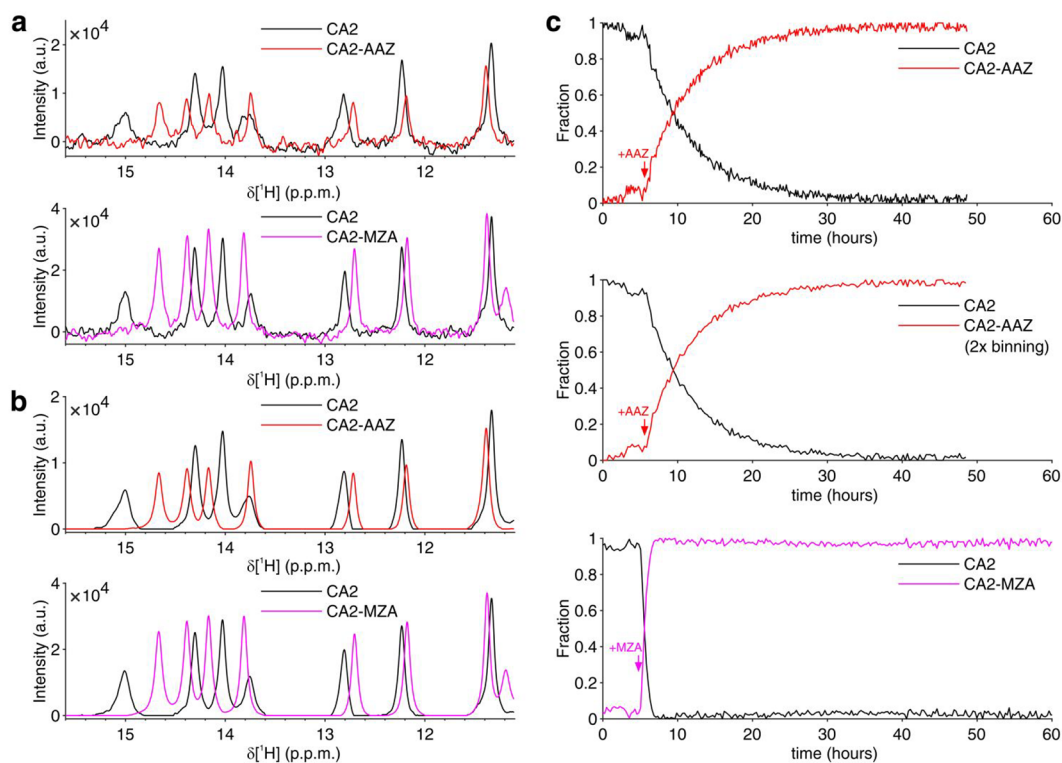 a
×10⁴
CA2
CA2-AAZ
Intensity (a.u.)
2
1
0
15 14 13 12
δ[¹H] (p.p.m.)
×10⁴
CA2
CA2-MZA
Intensity (a.u.)
4
2
0
15 14 13 12
δ[¹H] (p.p.m.)
b
×10⁴
CA2
CA2-AAZ
Intensity (a.u.)
2
1
0
15 14 13 12
δ[¹H] (p.p.m.)
×10⁴
CA2
CA2-MZA
Intensity (a.u.)
4
2
0
15 14 13 12
δ[¹H] (p.p.m.)
c
CA2
CA2-AAZ
Fraction
1
0.8
0.6
0.4
0.2
0
+AAZ
0 10 20 30 40 50 60
time (hours)
CA2
CA2-AAZ
(2x binning)
Fraction
1
0.8
0.6
0.4
0.2
0
+AAZ
0 10 20 30 40 50 60
time (hours)
CA2
CA2-MZA
Fraction
1
0.8
0.6
0.4
0.2
0
+MZA
0 10 20 30 40 50 60
time (hours)